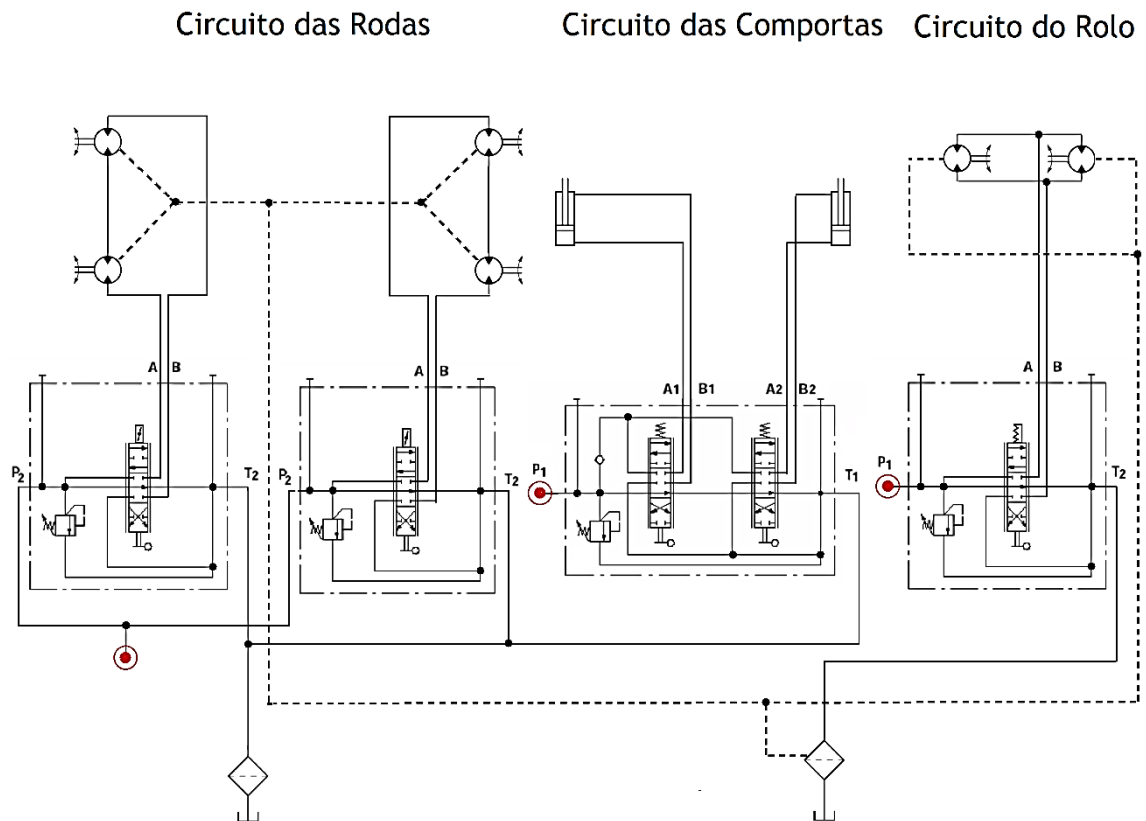 Circuito das Rodas
Circuito das Comportas
Circuito do Rolo
A B
A B
A1 B1
A2 B2
A B
P2
T2
P2
T2
P1
T1
P1
T2